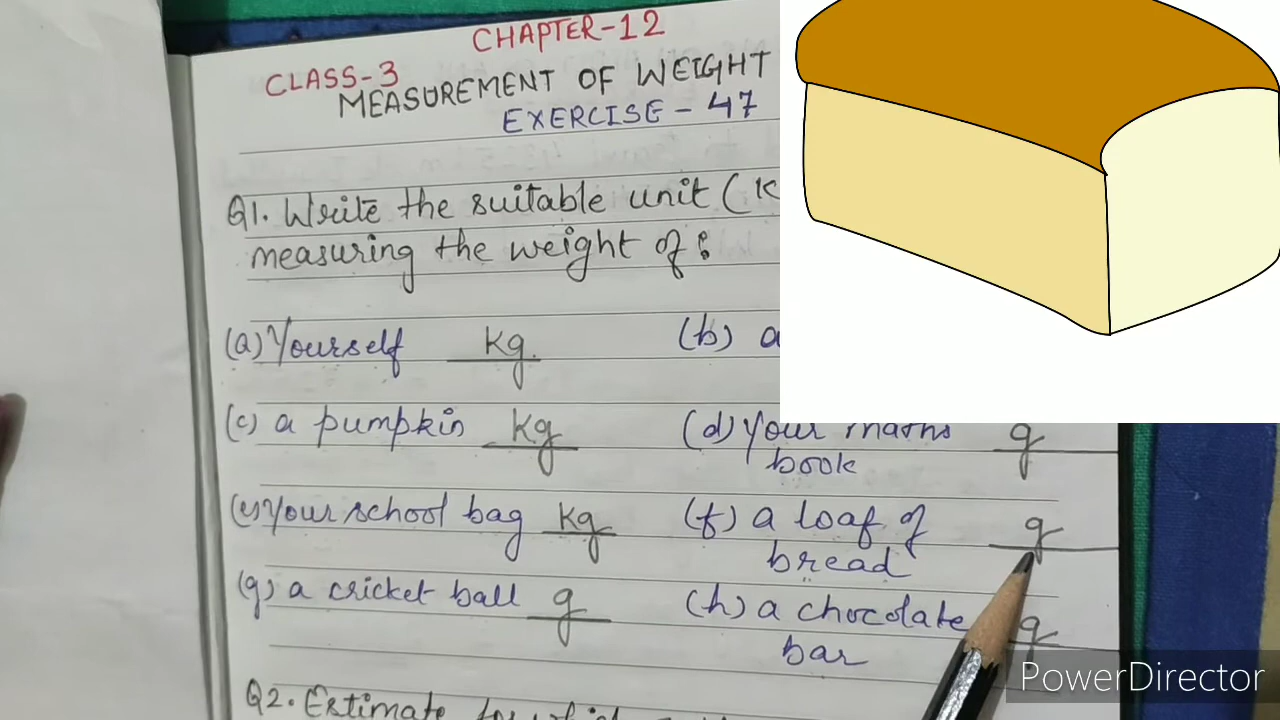 CHAPTER-12
CLASS-3
MEASUREMENT OF WEIGHT
EXERCISE - 47
Q1. Write the suitable unit (K
measuring the weight of :
(a) Yourself kg. (b) a
(c) a pumpkin kg (d) Your maths g
book
(e) Your school bag kg (f) a loaf of g
bread
(g) a cricket ball g (h) a chocolate g
bar
Q2. Estimate for which
PowerDirector